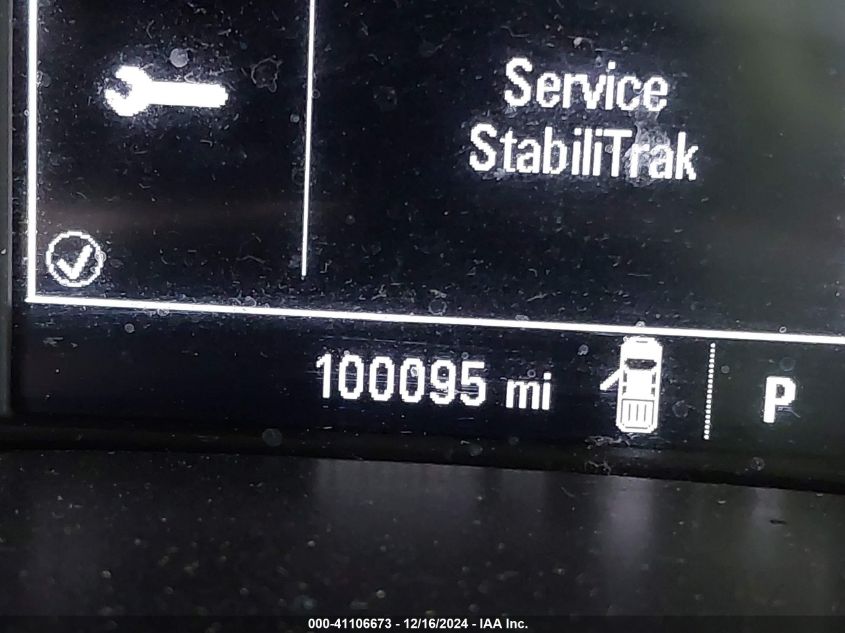 Service
StabiliTrak
100095 mi
P
000-41106673 - 12/16/2024 - IAA Inc.